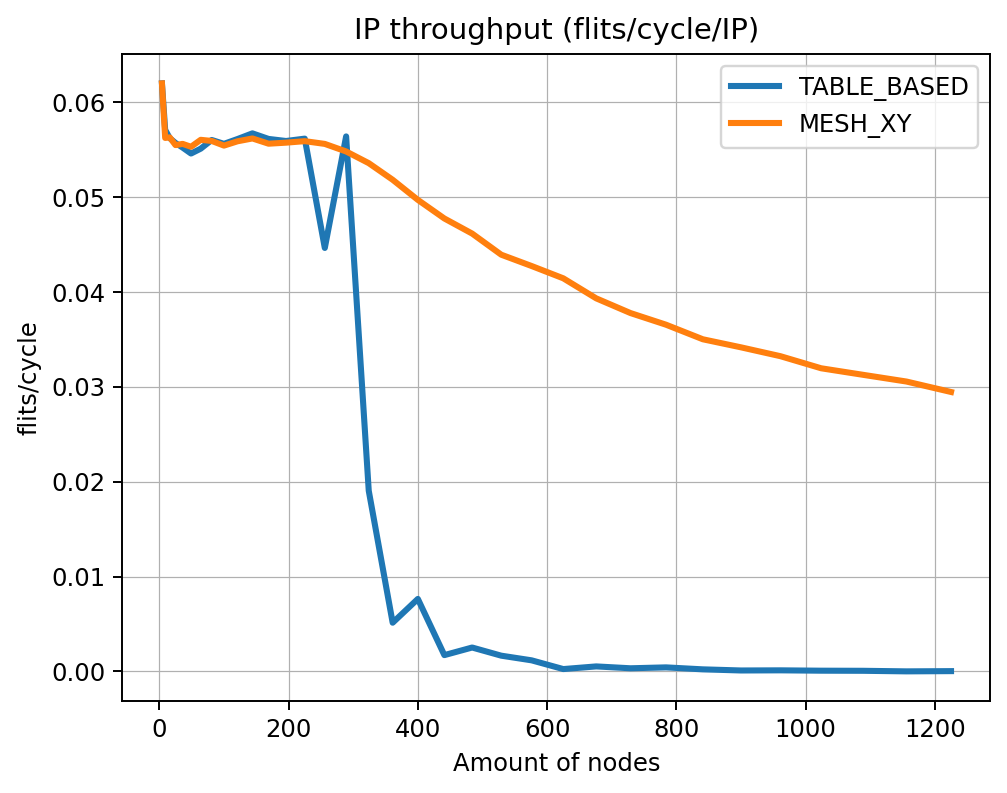 IP throughput (flits/cycle/IP)
TABLE_BASED
MESH_XY
flits/cycle
0.06
0.05
0.04
0.03
0.02
0.01
0.00
0 200 400 600 800 1000 1200
Amount of nodes